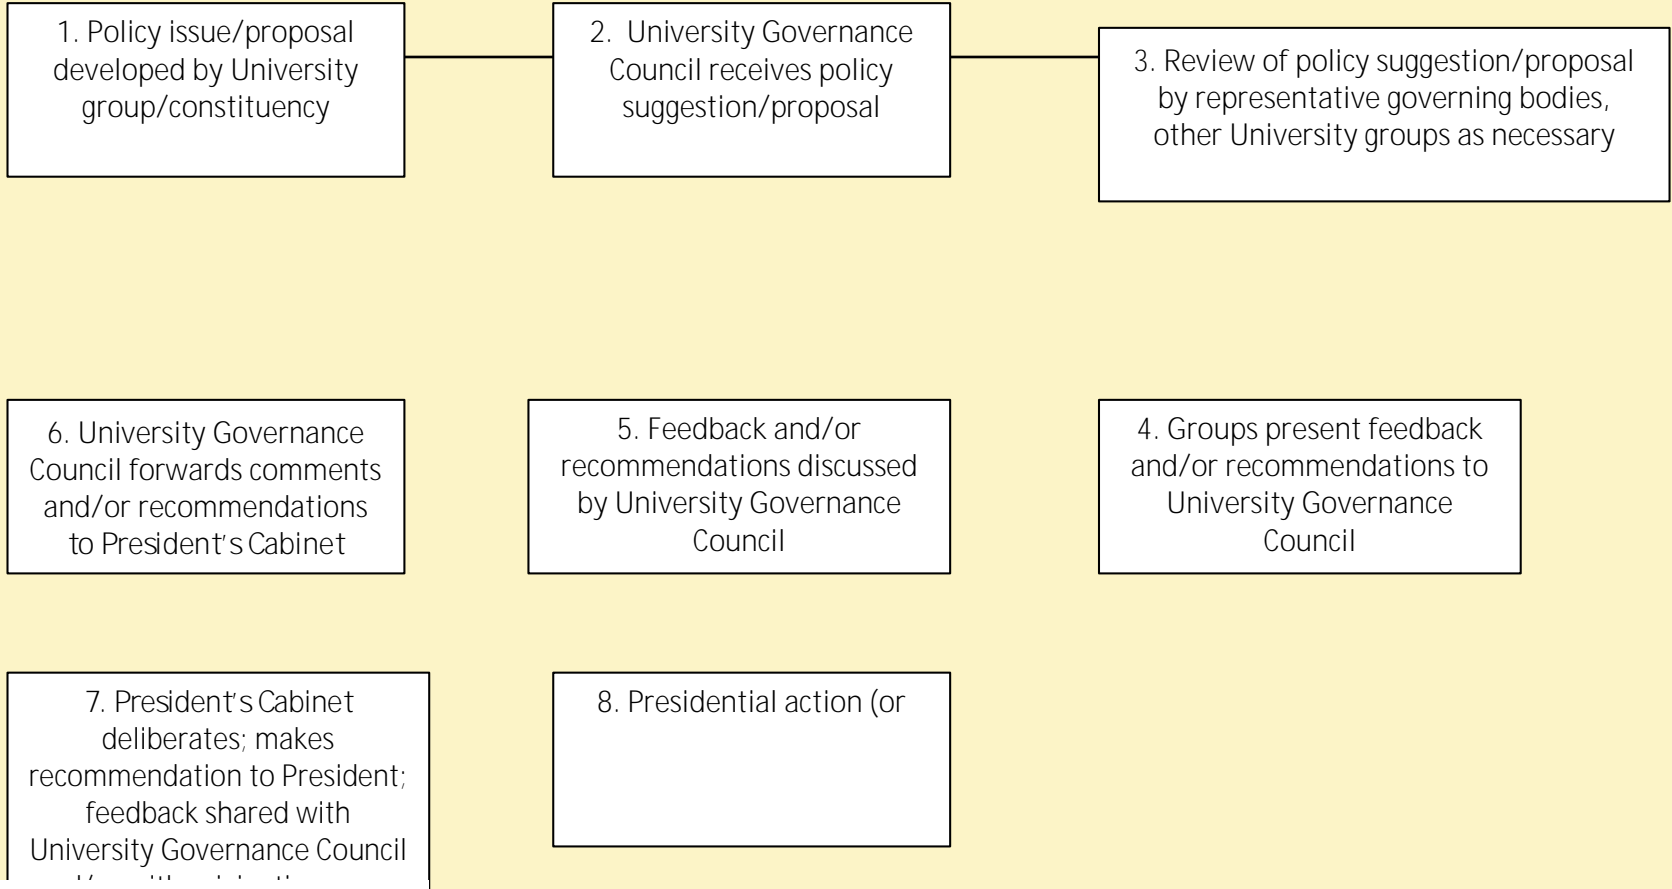 1. Policy issue/proposal
developed by University
group/constituency
2. University Governance
Council receives policy
suggestion/proposal
3. Review of policy suggestion/proposal
by representative governing bodies,
other University groups as necessary
6. University Governance
Council forwards comments
and/or recommendations
to President's Cabinet
5. Feedback and/or
recommendations discussed
by University Governance
Council
4. Groups present feedback
and/or recommendations to
University Governance
Council
7. President's Cabinet
deliberates; makes
recommendation to President;
feedback shared with
University Governance Council
8. Presidential action (or